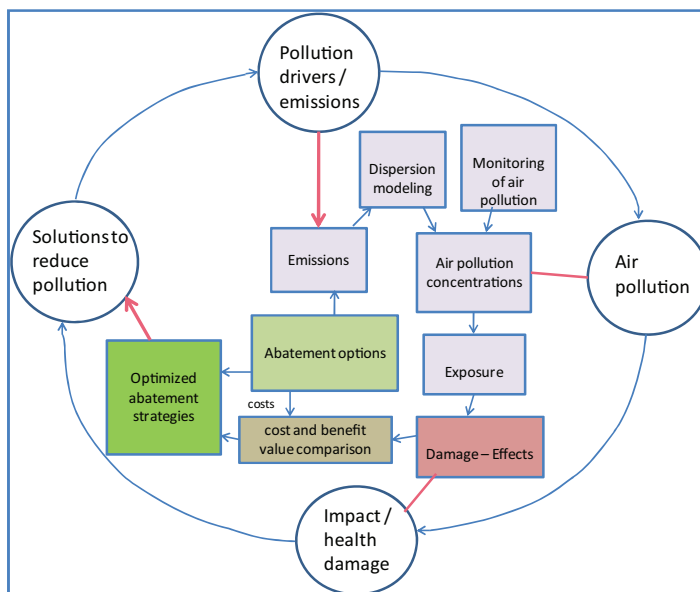 Pollution
drivers /
emissions
Dispersion
modeling
Monitoring
of air
pollution
Solutions to
reduce
pollution
Emissions
Air pollution
concentrations
Air
pollution
Abatement options
Exposure
Optimized
abatement
strategies
costs
cost and benefit
value comparison
Damage – Effects
Impact /
health
damage